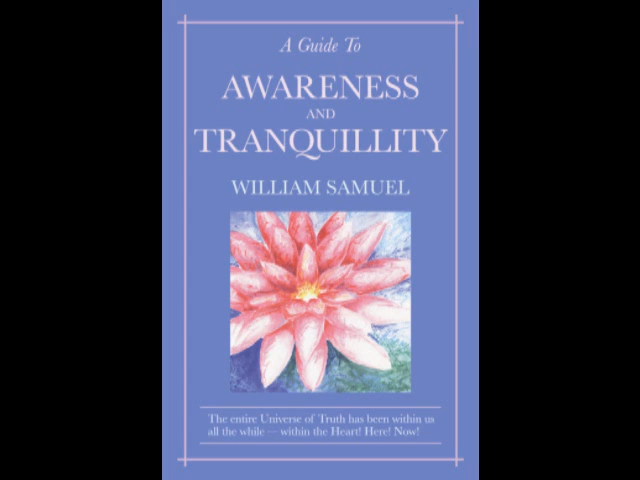 A Guide To
AWARENESS
AND
TRANQUILLITY
WILLIAM SAMUEL
The entire Universe of Truth has been within us
all the while — within the Heart! Here! Now!